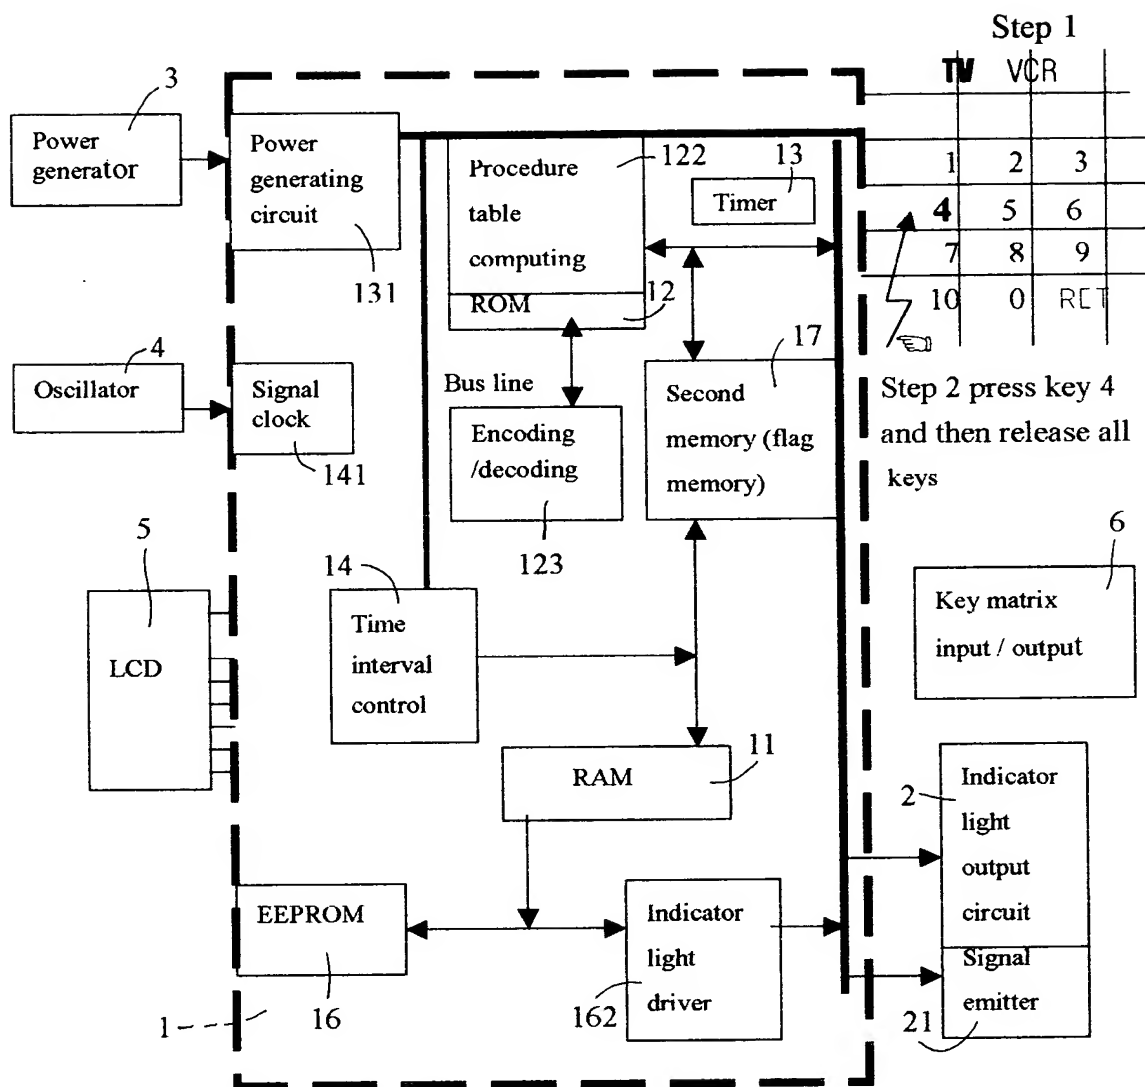 Step 1
TV VCR
1 2 3
4 5 6
7 8 9
10 0 RET
Step 2 press key 4
and then release all
keys
3
Power
generator
Power
generating
circuit
131
122
Procedure
table
computing
ROM
12
13
Timer
4
Oscillator
Signal
clock
141
Bus line
Encoding
/decoding
123
17
Second
memory (flag
memory)
5
LCD
14
Time
interval
control
6
Key matrix
input / output
RAM
11
2
Indicator
light
output
circuit
Signal
emitter
21
EEPROM
16
Indicator
light
driver
162
1